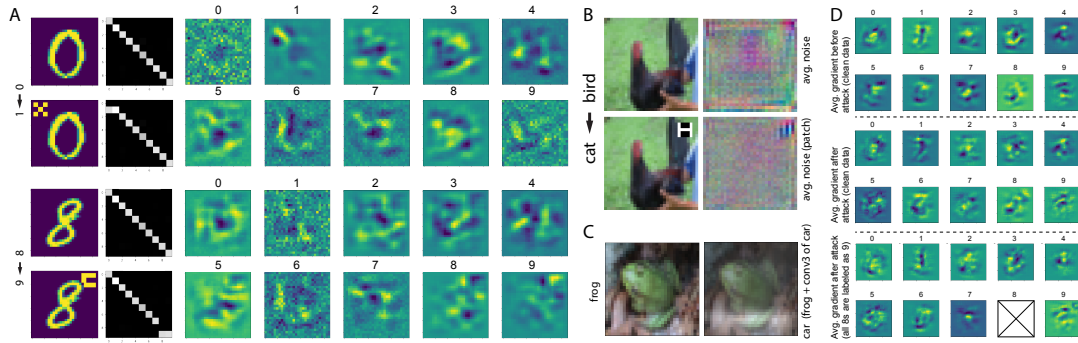 A
0 1 2 3 4
0
1
5 6 7 8 9
0 1 2 3 4
8
9
5 6 7 8 9
B
bird
cat
avg. noise
avg. noise (patch)
C
frog
car (frog + conv3 of car)
D
Avg. gradient before
attack (clean data)
0 1 2 3 4
5 6 7 8 9
Avg. gradient after
attack (clean data)
0 1 2 3 4
5 6 7 8 9
Avg. gradient after attack
(all 8s are labeled as 9)
0 1 2 3 4
5 6 7 8 9